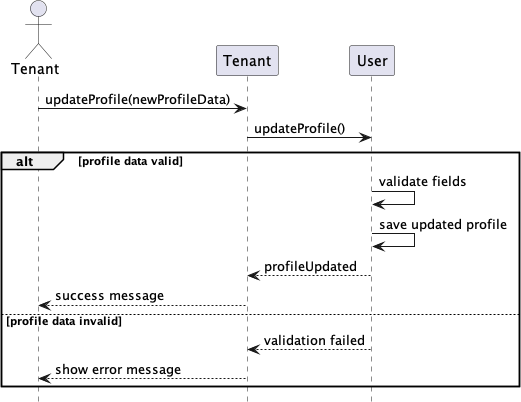 Tenant
Tenant
User
updateProfile(newProfileData)
updateProfile()
alt
[profile data valid]
validate fields
save updated profile
profileUpdated
success message
[profile data invalid]
validation failed
show error message